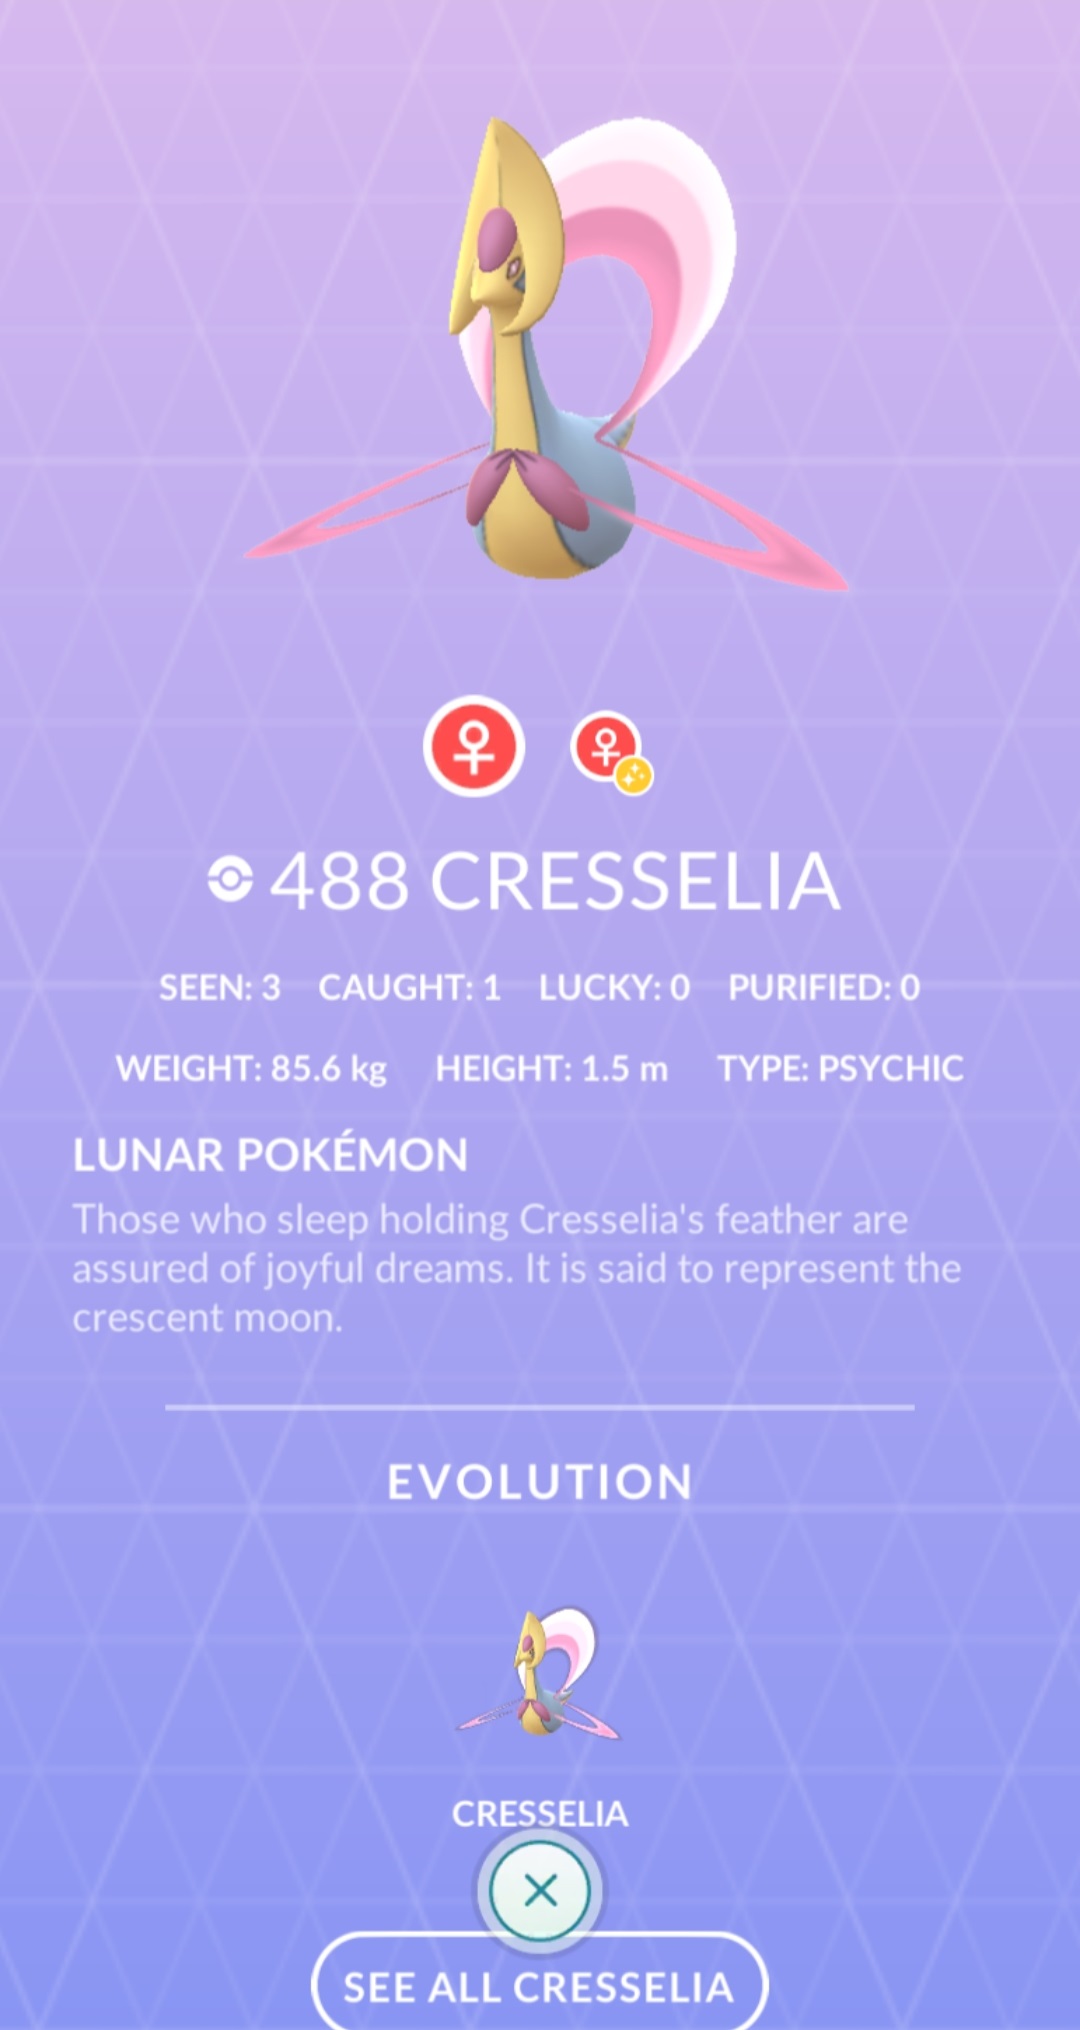 488 CRESSELIA
SEEN: 3 CAUGHT: 1 LUCKY: 0 PURIFIED: 0
WEIGHT: 85.6 kg HEIGHT: 1.5 m TYPE: PSYCHIC
LUNAR POKÉMON
Those who sleep holding Cresselia's feather are
assured of joyful dreams. It is said to represent the
crescent moon.
EVOLUTION
CRESSELIA
SEE ALL CRESSELIA